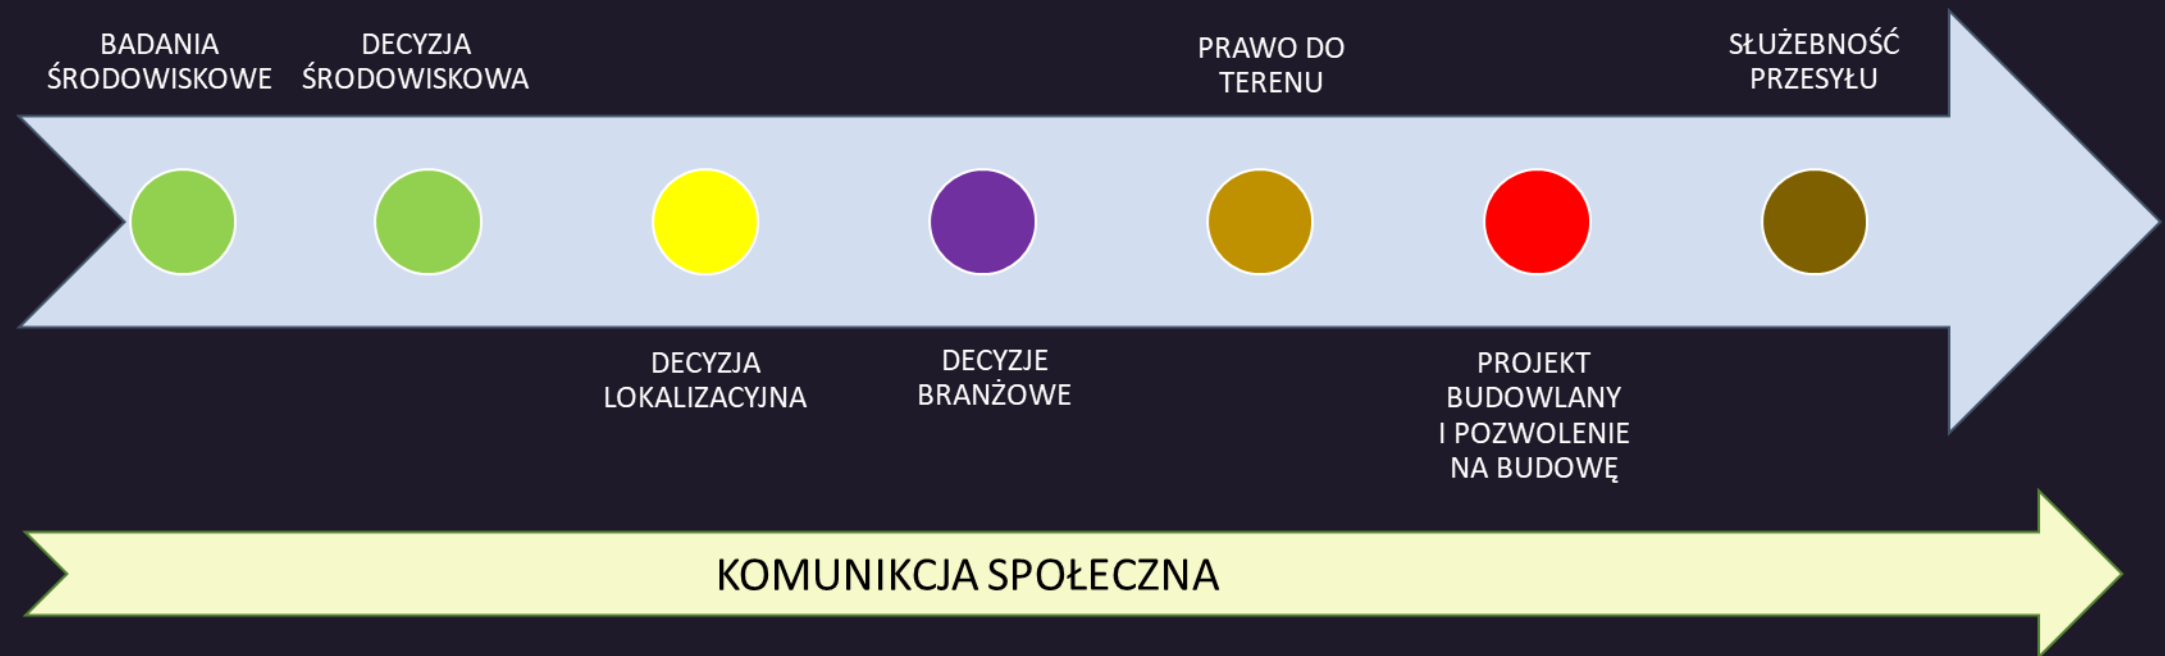 BADANIA
ŚRODOWISKOWE
DECYZJA
ŚRODOWISKOWA
DECYZJA
LOKALIZACYJNA
DECYZJE
BRANŻOWE
PRAWO DO
TERENU
PROJEKT
BUDOWLANY
I POZWOLENIE
NA BUDOWĘ
SŁUŻEBNOŚĆ
PRZESYŁU
KOMUNIKCJA SPOŁECZNA